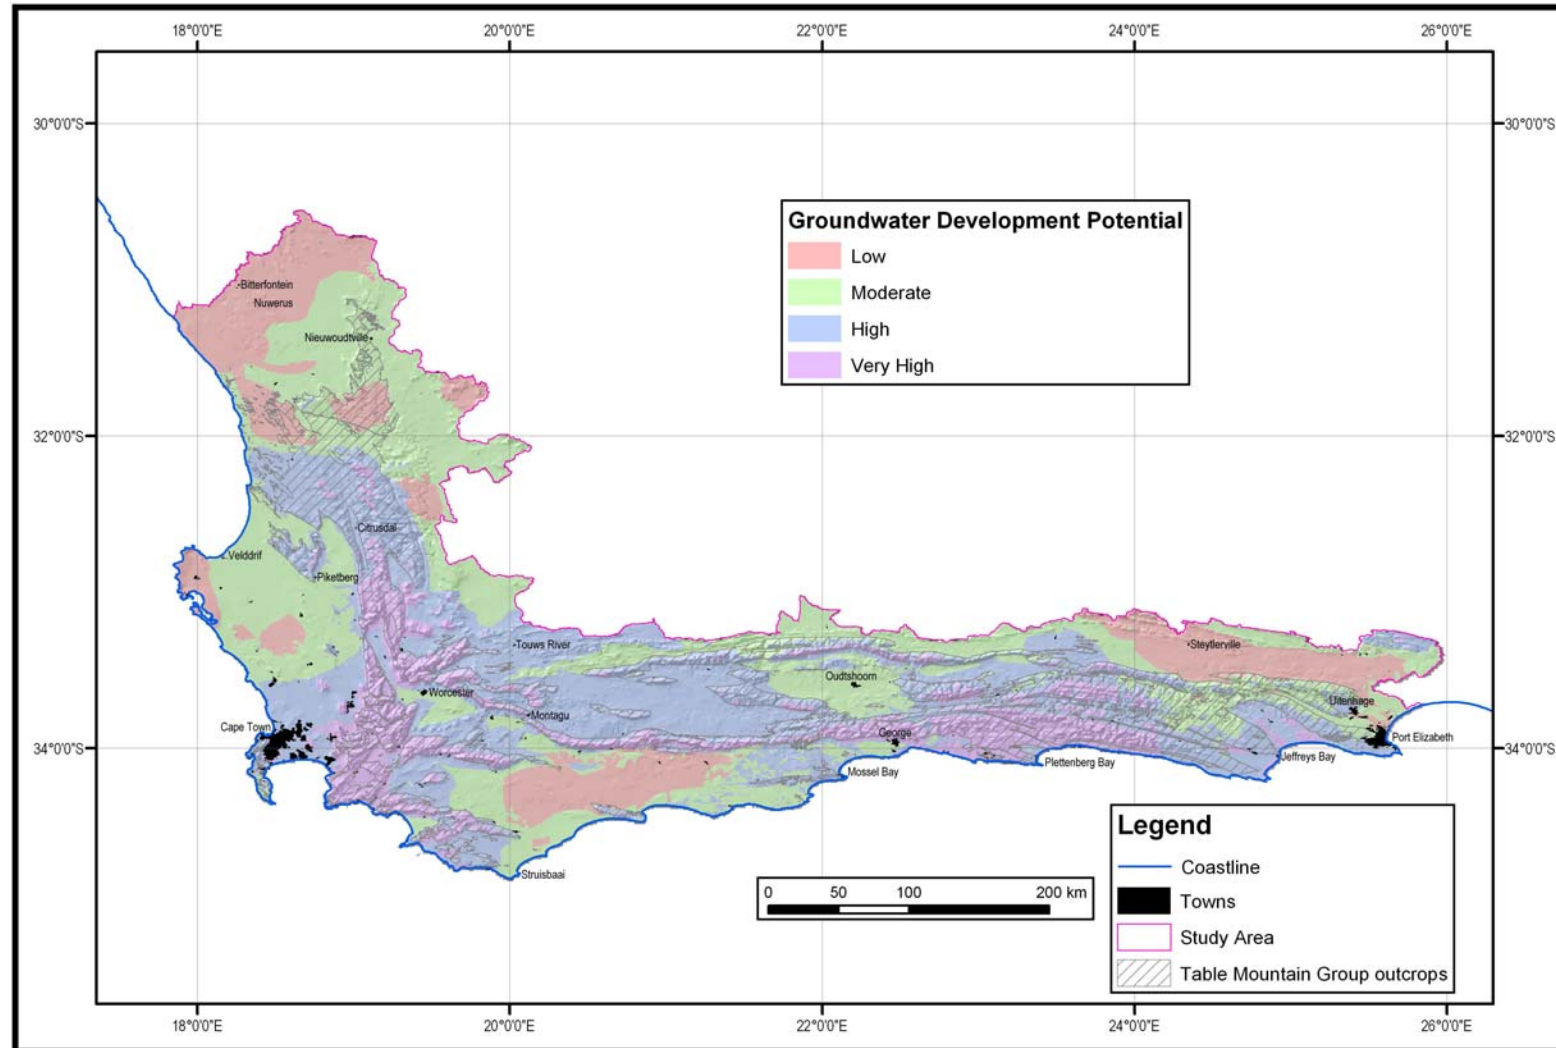 18°0'0"E 20°0'0"E 22°0'0"E 24°0'0"E 26°0'0"E
30°0'0"S 30°0'0"S
Groundwater Development Potential
Low
Moderate
High
Very High
Bitterfontein
Nuwerus
Nieuwoudtville
32°0'0"S 32°0'0"S
Citrusdal
Velddrif
Piketberg
Touws River
Steytlerville
Oudtshoorn
Worcester
Uitenhage
Montagu
Cape Town
George
Port Elizabeth
34°0'0"S 34°0'0"S
Jeffreys Bay
Plettenberg Bay
Mossel Bay
Struisbaai
Legend
Coastline
Towns
Study Area
Table Mountain Group outcrops
0 50 100 200 km
18°0'0"E 20°0'0"E 22°0'0"E 24°0'0"E 26°0'0"E